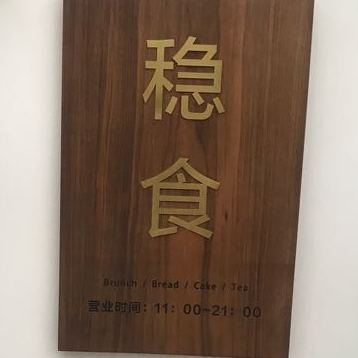 稳
食
Brunch / Bread / Cake / Tea
营业时间：11：00~21：00